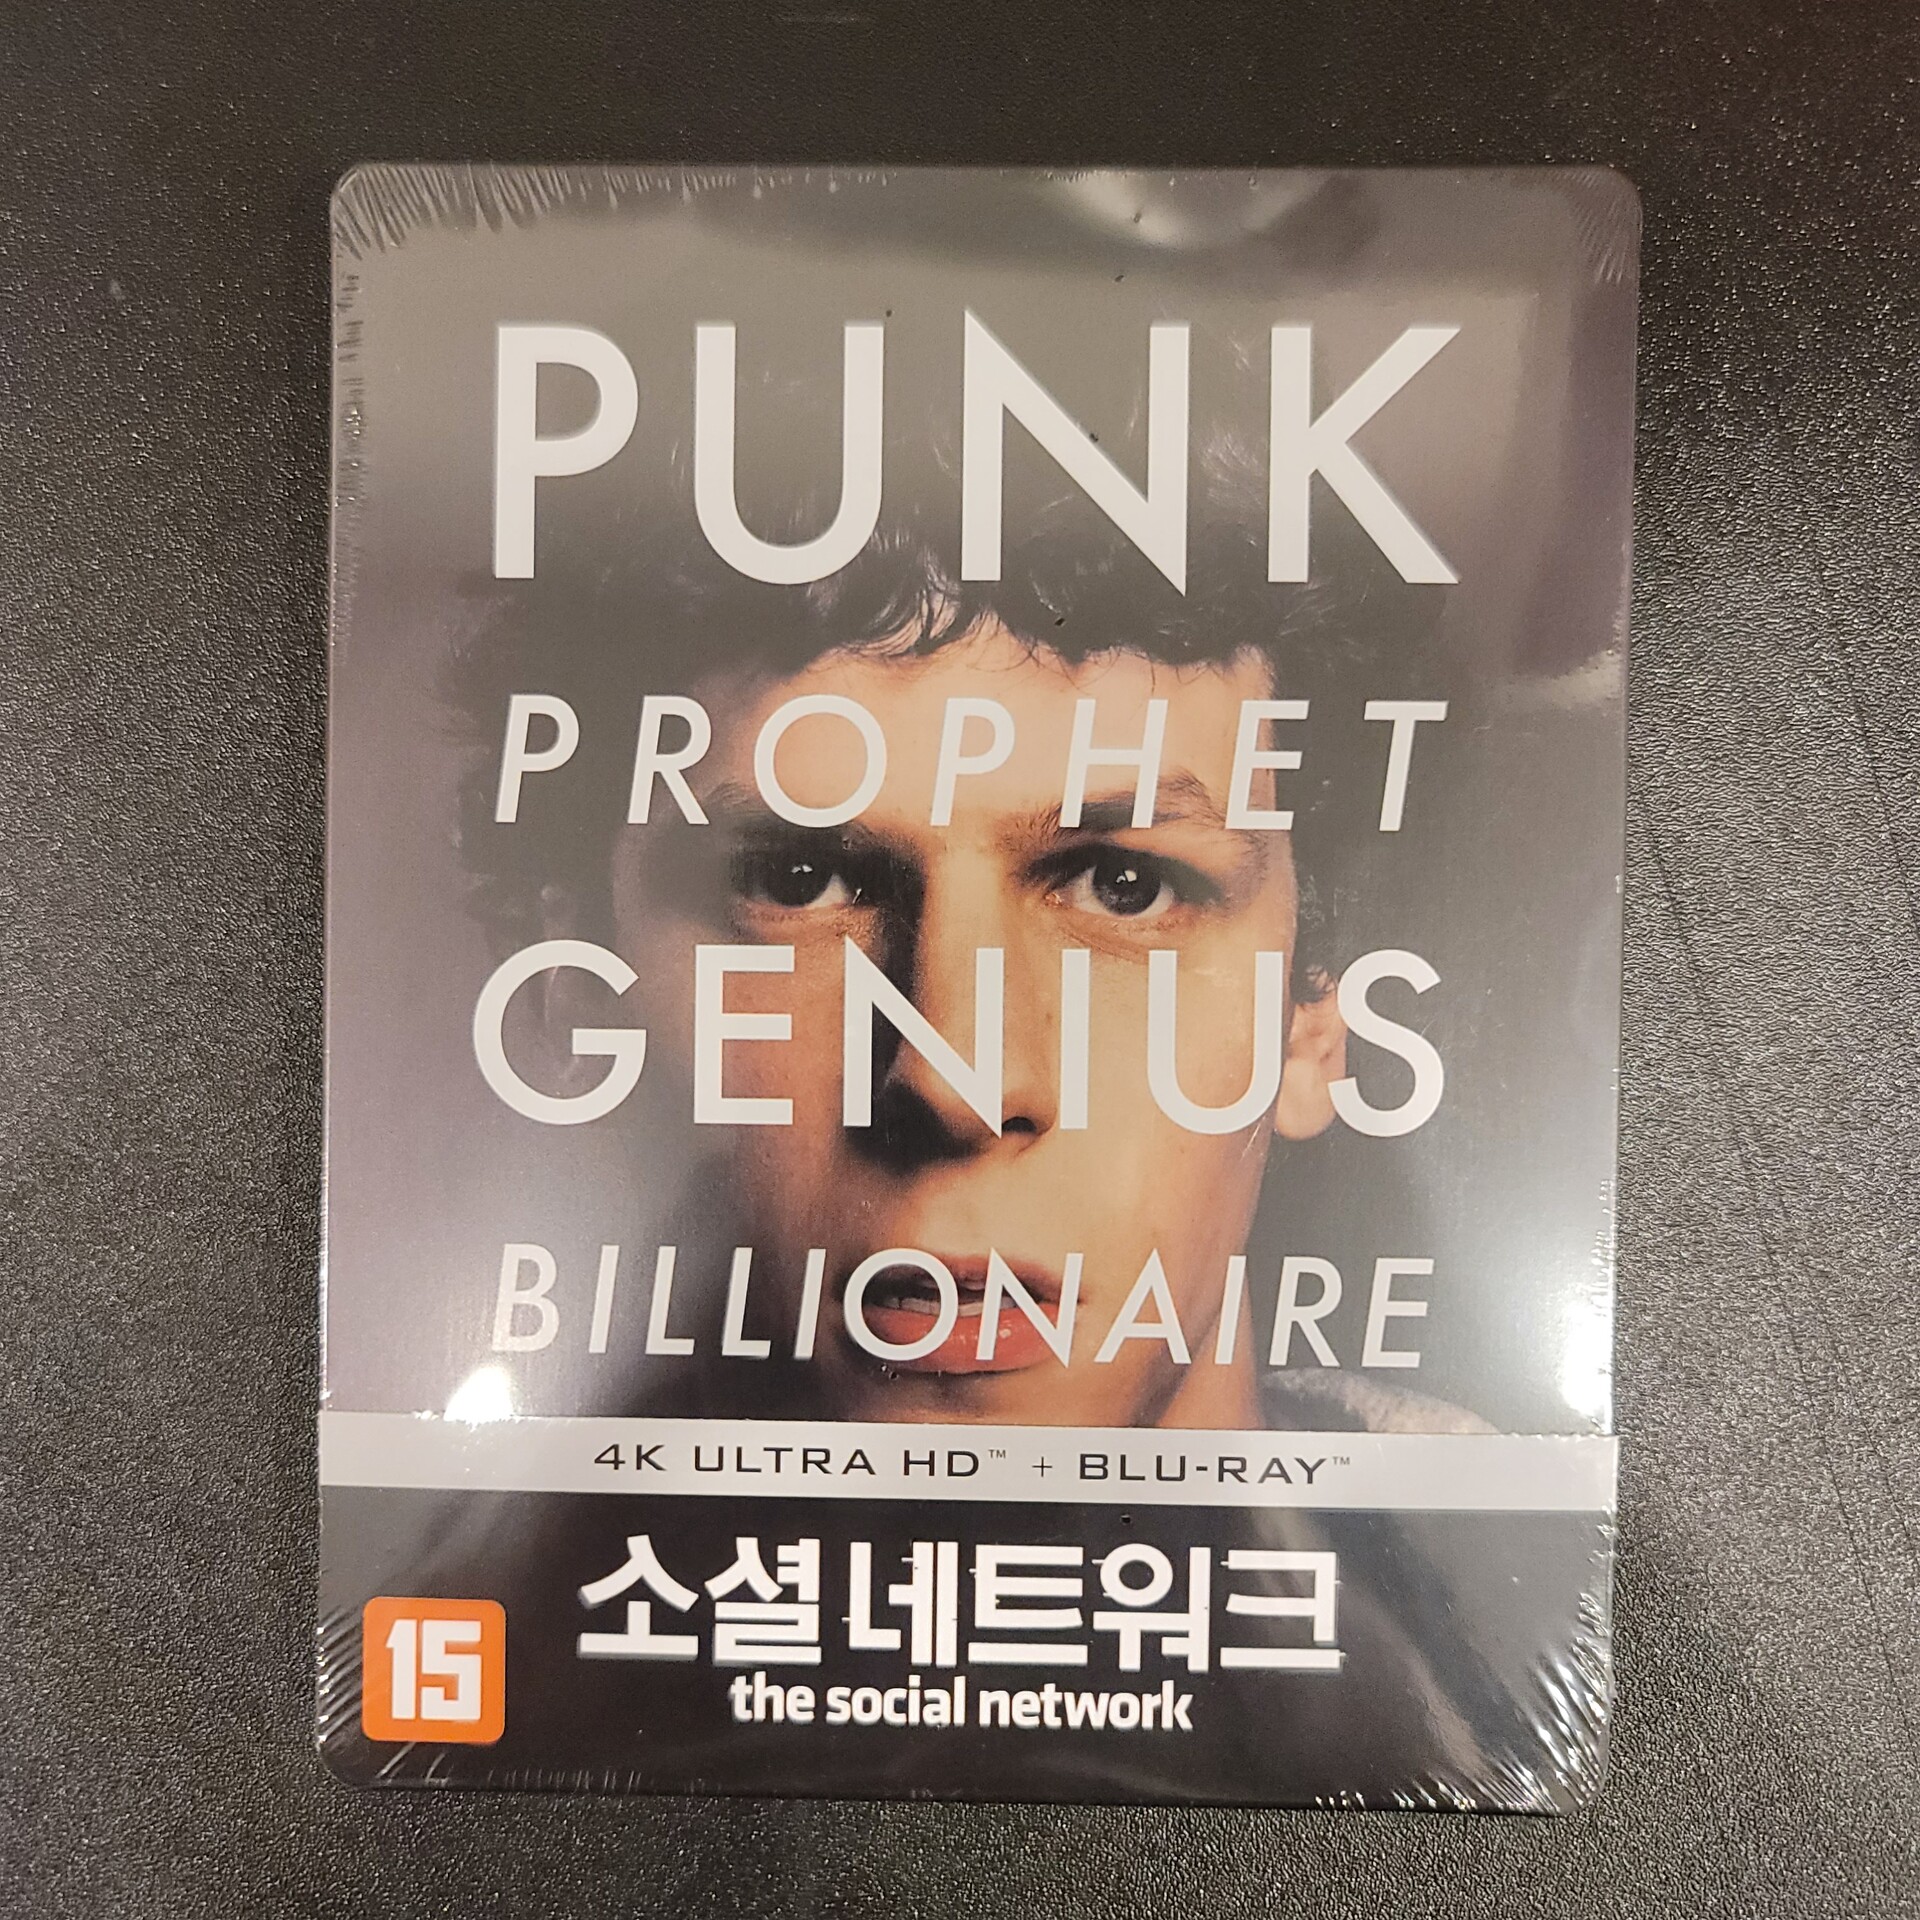 PUNK
PROPHET
GENIUS
BILLIONAIRE
4K ULTRA HD™ + BLU-RAY™
소셜 네트워크
15
the social network